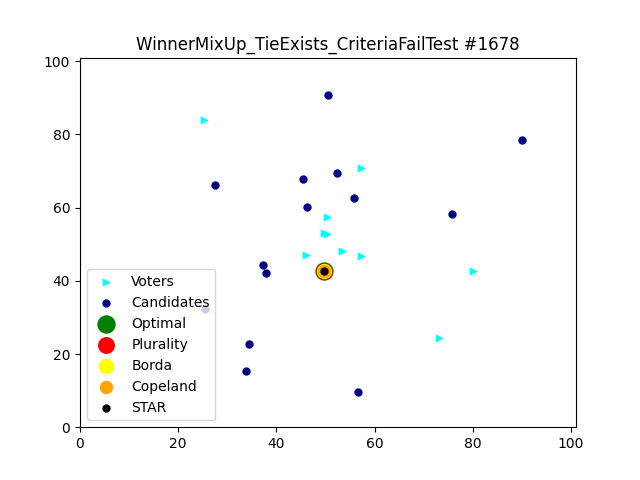 WinnerMixUp_TieExists_CriteriaFailTest #1678
100
80
60
40
20
0
Voters
Candidates
Optimal
Plurality
Borda
Copeland
STAR
0 20 40 60 80 100